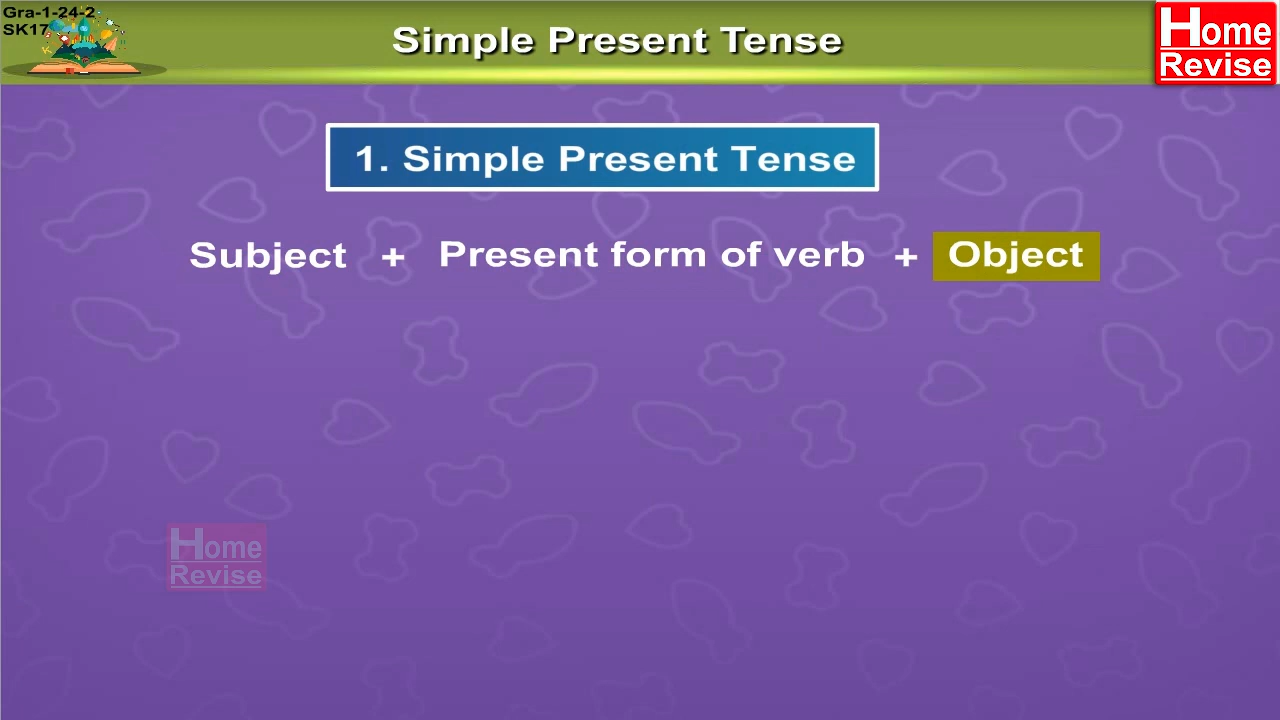 Gra-1-24-2
SK17
Simple Present Tense
Home
Revise
1. Simple Present Tense
Subject + Present form of verb + Object
Home
Revise